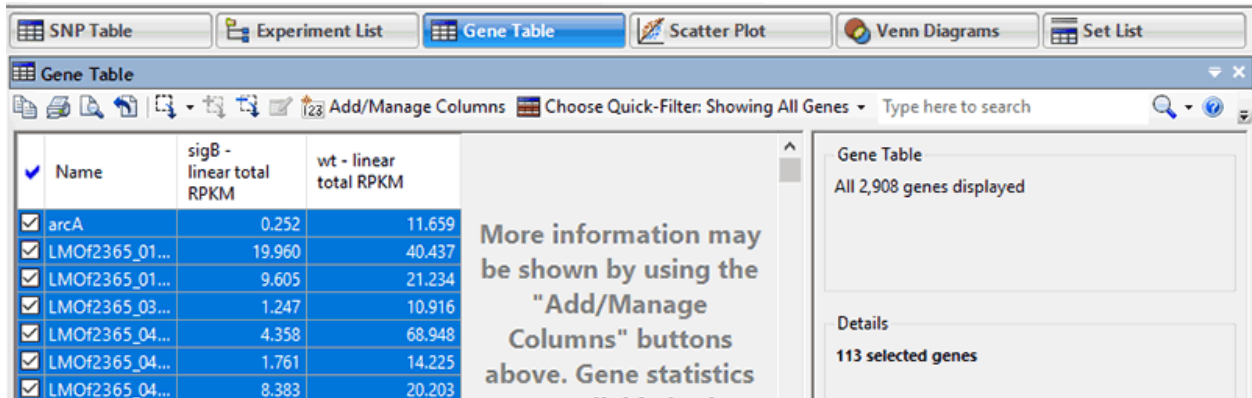 SNP Table Experiment List Gene Table Scatter Plot Venn Diagrams Set List
Gene Table
123 Add/Manage Columns Choose Quick-Filter: Showing All Genes Type here to search
Name
sigB -
linear total
RPKM
wt - linear
total RPKM
arcA 0.252 11.659
LMOf2365_01... 19.960 40.437
LMOf2365_01... 9.605 21.234
LMOf2365_03... 1.247 10.916
LMOf2365_04... 4.358 68.948
LMOf2365_04... 1.761 14.225
LMOf2365_04... 8.383 20.203
More information may
be shown by using the
"Add/Manage
Columns" buttons
above. Gene statistics
Gene Table
All 2,908 genes displayed
Details
113 selected genes